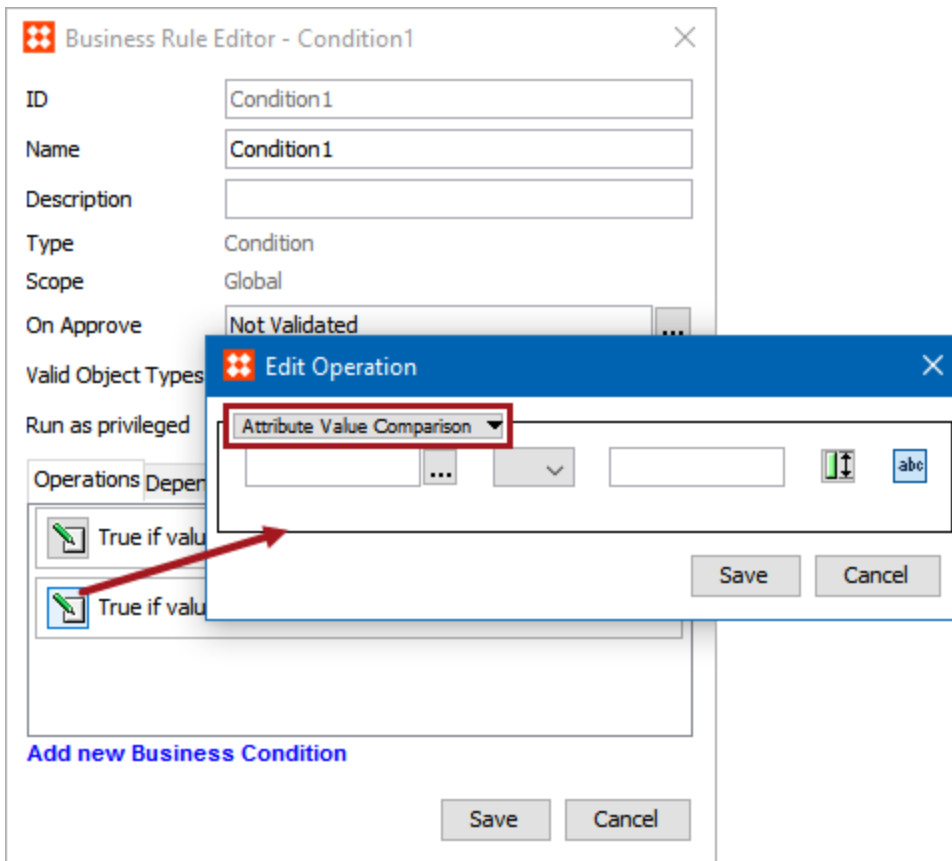 Business Rule Editor - Condition1
ID
Condition1
Name
Condition1
Description
Type
Condition
Scope
Global
On Approve
Not Validated
...
Valid Object Types
Run as privileged
Operations
Edit Operation
Attribute Value Comparison
...
abc
Save
Cancel
True if
True if
Add new Business Condition
Save
Cancel